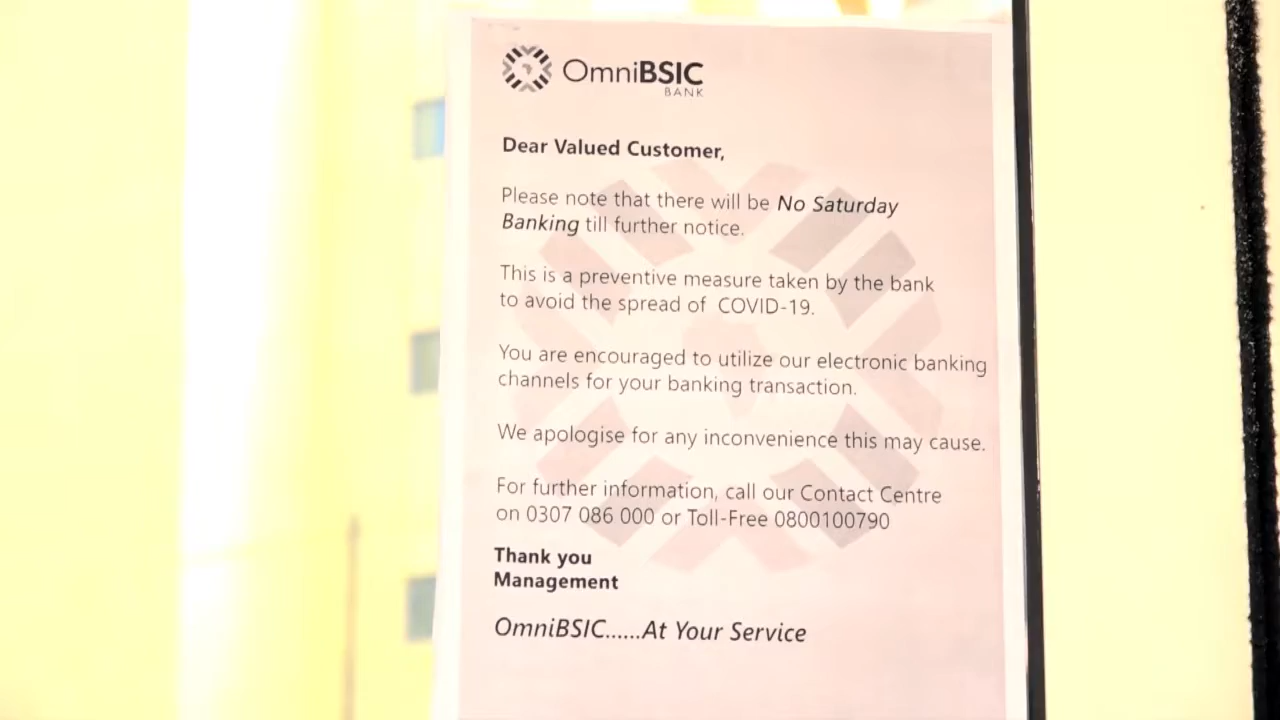 OmniBSIC
BANK
Dear Valued Customer,
Please note that there will be No Saturday
Banking till further notice.
This is a preventive measure taken by the bank
to avoid the spread of COVID-19.
You are encouraged to utilize our electronic banking
channels for your banking transaction.
We apologise for any inconvenience this may cause.
For further information, call our Contact Centre
on 0307 086 000 or Toll-Free 0800100790
Thank you
Management
OmniBSIC......At Your Service